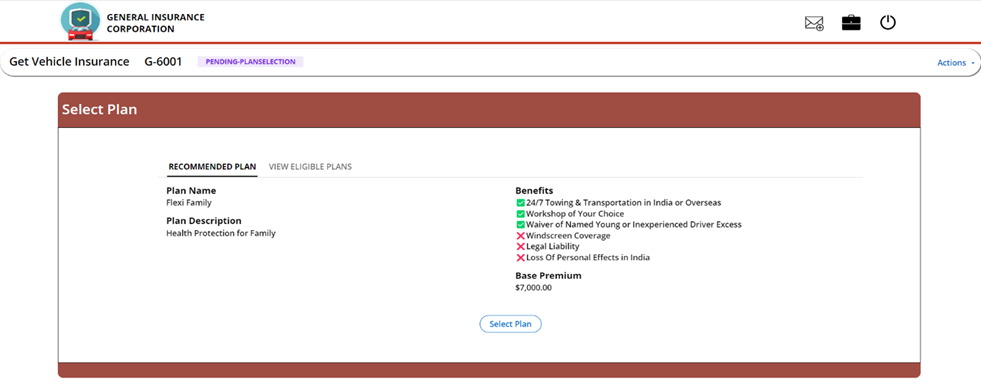 GENERAL INSURANCE
CORPORATION
Get Vehicle Insurance G-6001 PENDING-PLANSELECTION Actions
Select Plan
RECOMMENDED PLAN VIEW ELIGIBLE PLANS
Plan Name
Flexi Family
Plan Description
Health Protection for Family
Benefits
24/7 Towing & Transportation in India or Overseas
Workshop of Your Choice
Waiver of Named Young or Inexperienced Driver Excess
Windscreen Coverage
Legal Liability
Loss Of Personal Effects in India
Base Premium
$7,000.00
Select Plan